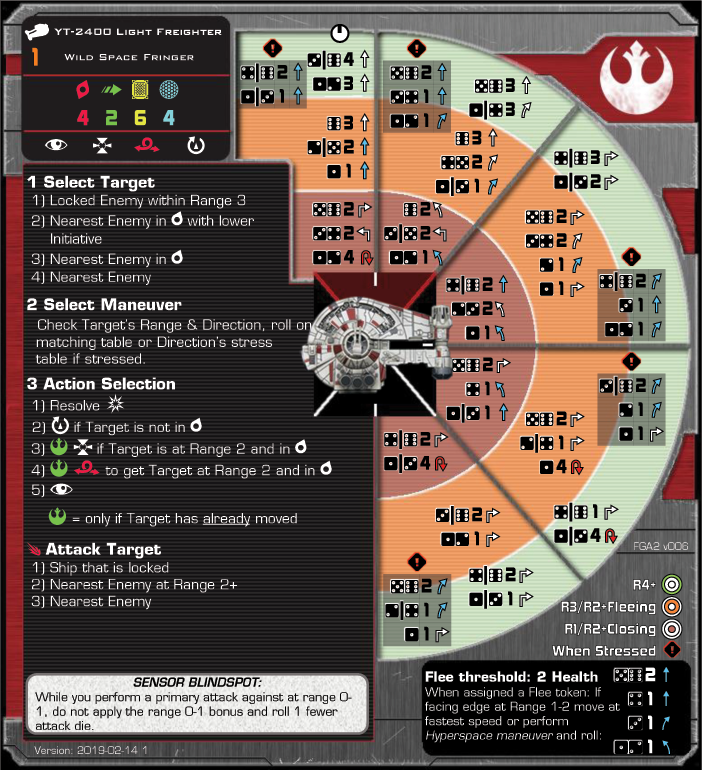 YT-2400 Light Freighter
1
Wild Space Fringer
4 2 6 4
1 Select Target
1) Locked Enemy within Range 3
2) Nearest Enemy in with lower
Initiative
3) Nearest Enemy in
4) Nearest Enemy
2 Select Maneuver
Check Target's Range & Direction, roll on
matching table or Direction's stress
table if stressed.
3 Action Selection
1) Resolve
2) if Target is not in
3) if Target is at Range 2 and in
4) to get Target at Range 2 and in
5)
= only if Target has already moved
Attack Target
1) Ship that is locked
2) Nearest Enemy at Range 2+
3) Nearest Enemy
SENSOR BLINDSPOT:
While you perform a primary attack against at range 0-
1, do not apply the range 0-1 bonus and roll 1 fewer
attack die.
Version: 2019-02-14 1
2
1
4
3
3
2
1
2
2
4
2
1
1
3
3
3
2
1
2
2
1
3
2
2
2
1
1
2
1
1
2
2
1
2
1
1
2
1
1
2
1
4
1
4
2
4
2
1
2
1
1
2
1
FGA2 v006
R4+
R3/R2+Fleeing
R1/R2+Closing
When Stressed
Flee threshold: 2 Health
When assigned a Flee token: If
facing edge at Range 1-2 move at
fastest speed or perform
Hyperspace maneuver and roll:
2
1
1
1